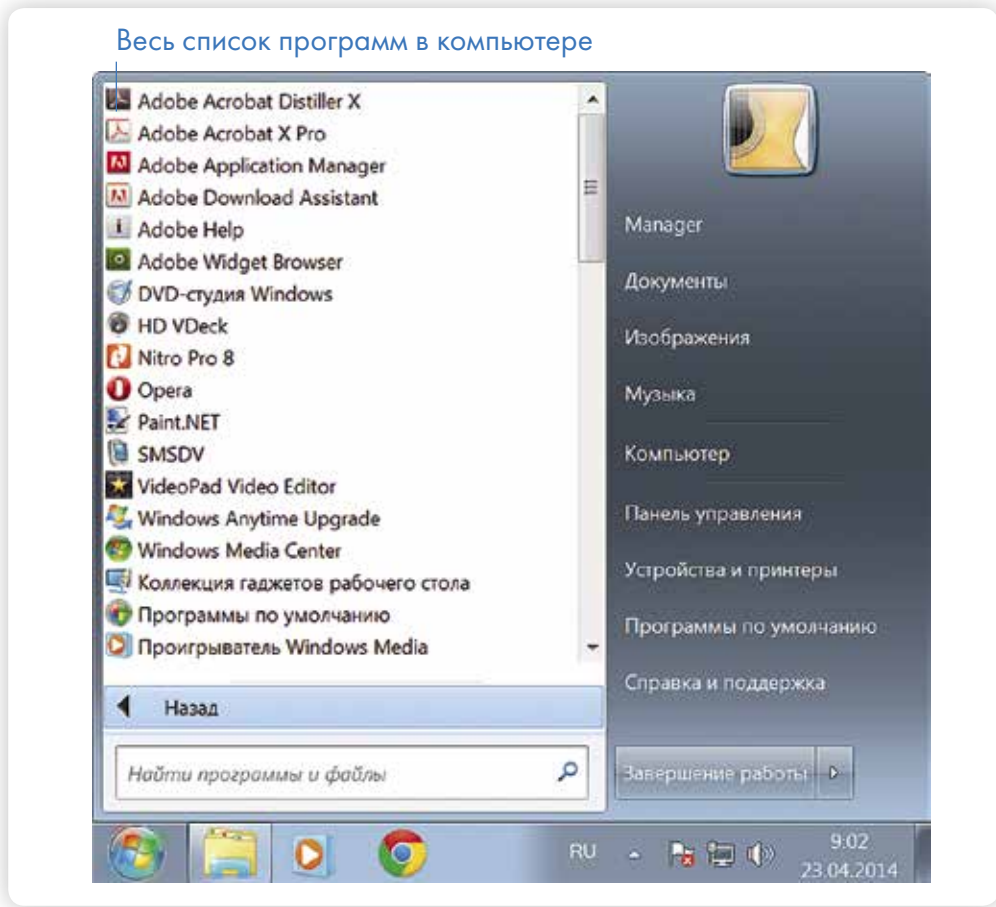 Весь список программ в компьютере
Adobe Acrobat Distiller X
Adobe Acrobat X Pro
Adobe Application Manager
Adobe Download Assistant
Adobe Help
Adobe Widget Browser
DVD-студия Windows
HD VDeck
Nitro Pro 8
Opera
Paint.NET
SMSDV
VideoPad Video Editor
Windows Anytime Upgrade
Windows Media Center
Коллекция гаджетов рабочего стола
Программы по умолчанию
Проигрыватель Windows Media
Назад
Найти программы и файлы
Manager
Документы
Изображения
Музыка
Компьютер
Панель управления
Устройства и принтеры
Программы по умолчанию
Справка и поддержка
Завершение работы
RU
9:02
23.04.2014